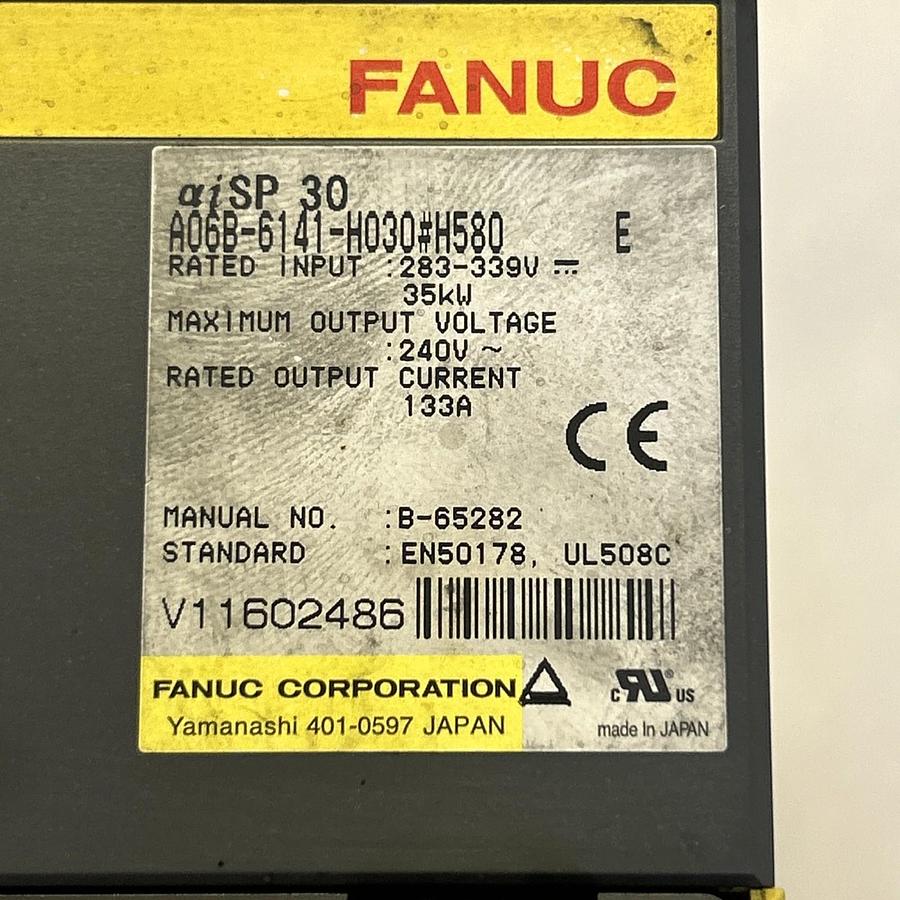 FANUC
αiSP 30
A06B-6141-H030#H580 E
RATED INPUT :283-339V ⎓
35kW
MAXIMUM OUTPUT VOLTAGE
:240V ~
RATED OUTPUT CURRENT
133A
CE
MANUAL NO. :B-65282
STANDARD :EN50178, UL508C
V11602486
FANUC CORPORATION
Yamanashi 401-0597 JAPAN
c RU® US
made In JAPAN